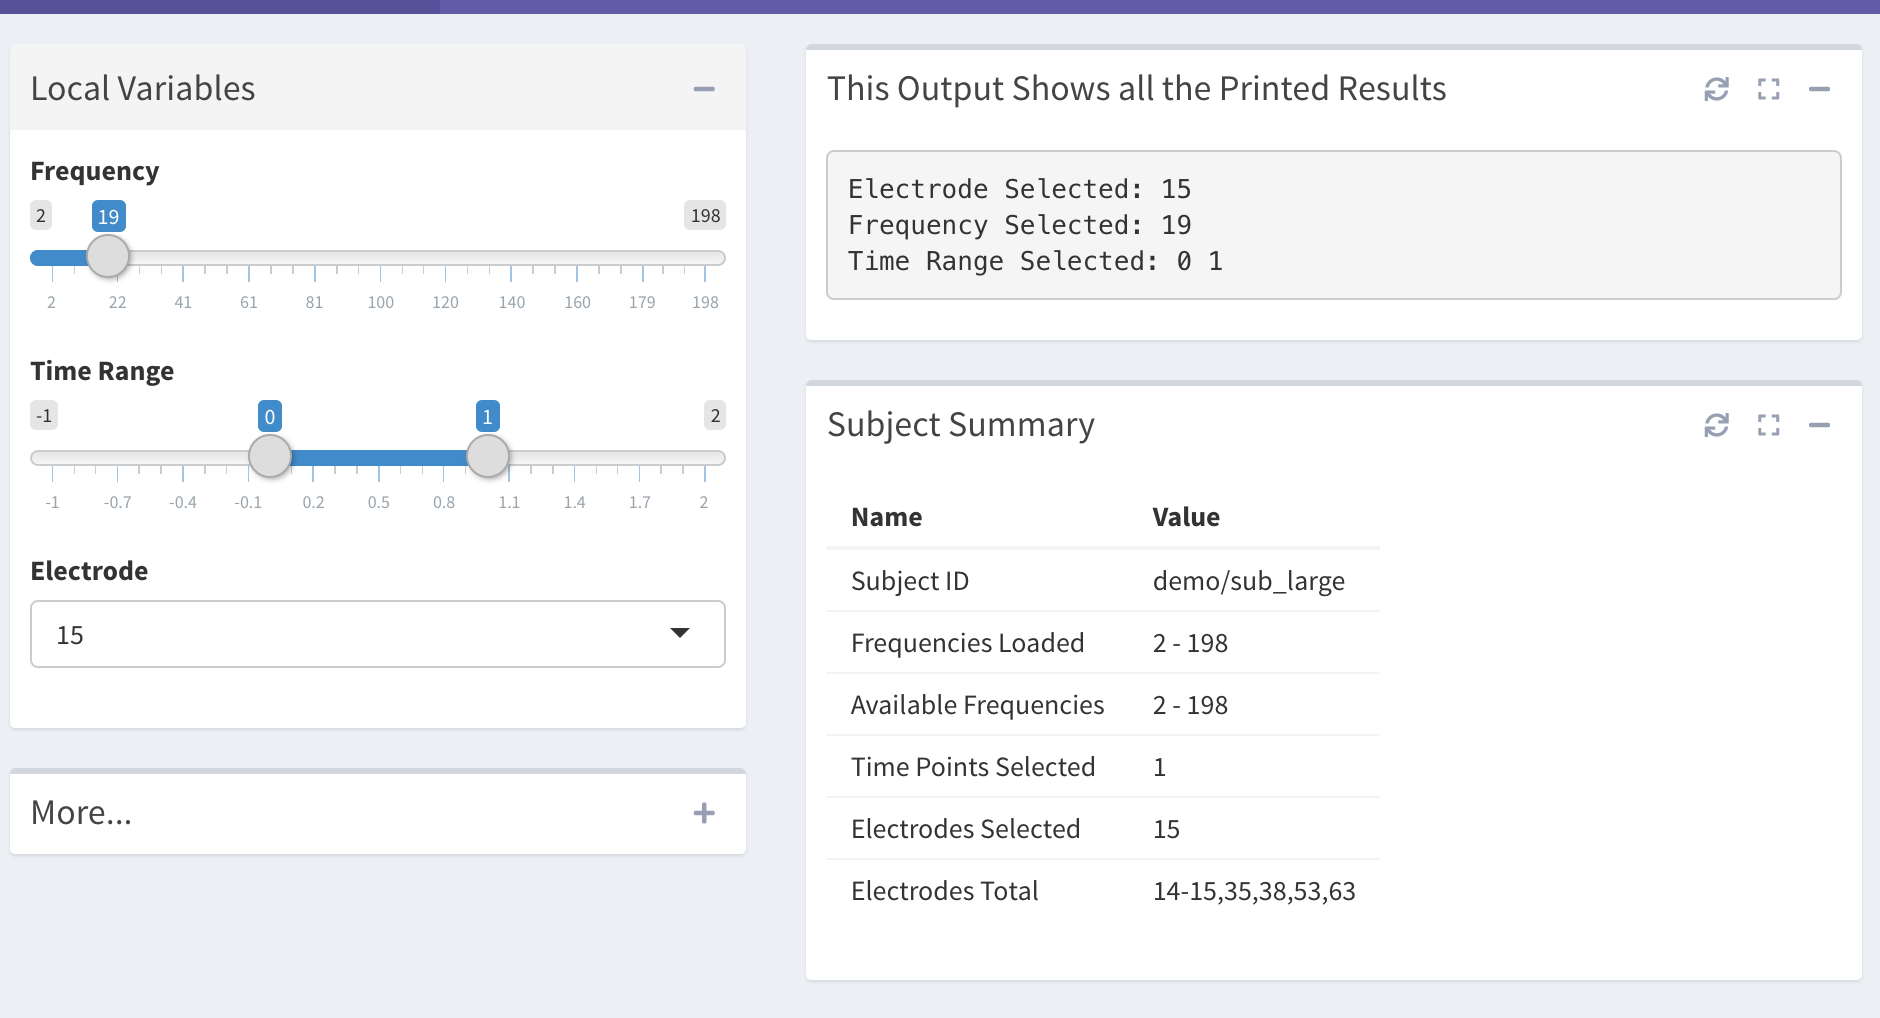 Local Variables
Frequency
2 19 198
2 22 41 61 81 100 120 140 160 179 198
Time Range
-1 0 1 2
-1 -0.7 -0.4 -0.1 0.2 0.5 0.8 1.1 1.4 1.7 2
Electrode
15
More...
This Output Shows all the Printed Results
Electrode Selected: 15
Frequency Selected: 19
Time Range Selected: 0 1
Subject Summary
Name Value
Subject ID demo/sub_large
Frequencies Loaded 2 - 198
Available Frequencies 2 - 198
Time Points Selected 1
Electrodes Selected 15
Electrodes Total 14-15,35,38,53,63